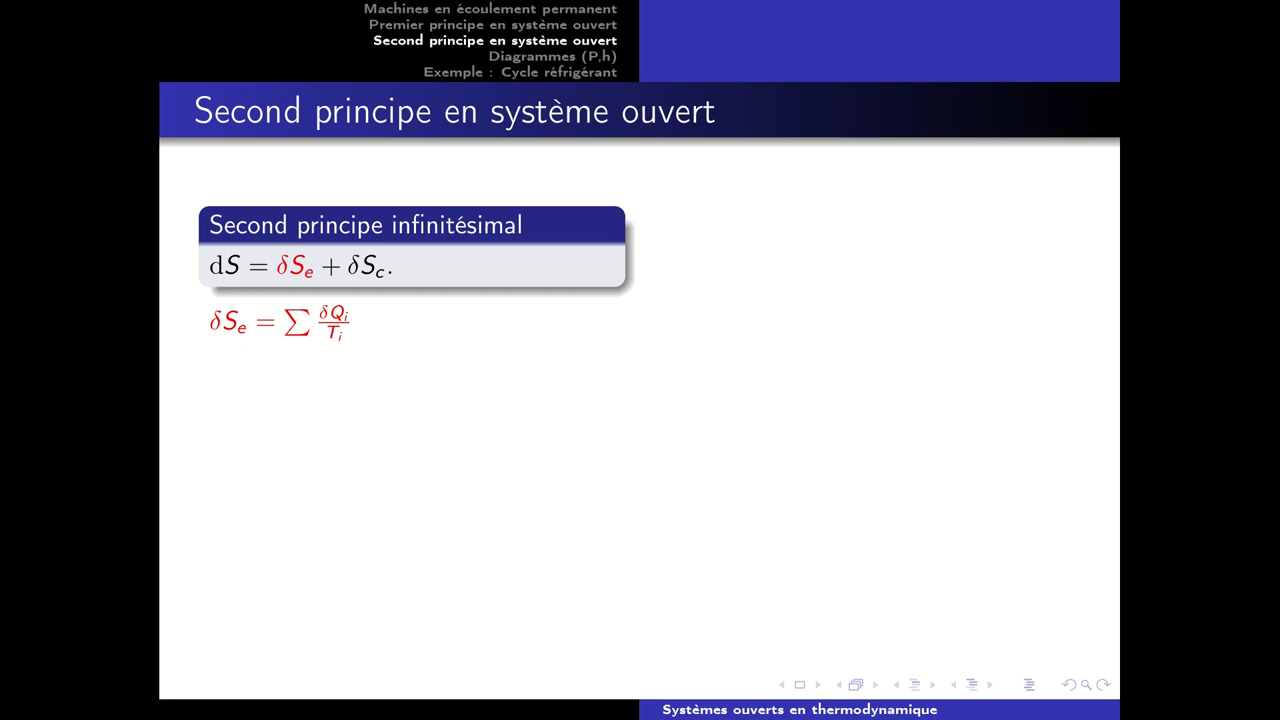 Machines en écoulement permanent
Premier principe en système ouvert
Second principe en système ouvert
Diagrammes (P,h)
Exemple : Cycle réfrigérant
Second principe en système ouvert
Second principe infinitésimal
dS = δS_e + δS_c.
δS_e = ∑ δQ_i/T_i
Systèmes ouverts en thermodynamique